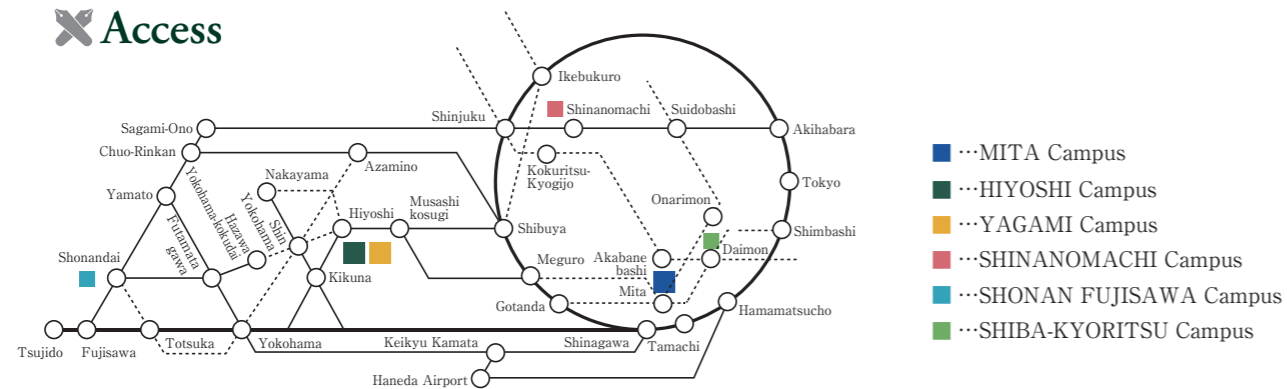 Access
Ikebukuro
Shinjuku
Shinanomachi
Suidobashi
Akihabara
Sagami-Ono
Chuo-Rinkan
Azamino
Kokuritsu-
Kyogijo
Nakayama
Yamato
Yokohama-kokudai
Hazawa
Shin
Yokohama
Hiyoshi
Musashi
kosugi
Tokyo
Onarimon
Shibuya
Shimbashi
Futamata
gawa
Shonandai
Kikuna
Meguro
Akabane
bashi
Daimon
Gotanda
Mita
Hamamatsucho
Tsujido
Fujisawa
Totsuka
Yokohama
Keikyu Kamata
Shinagawa
Tamachi
Haneda Airport
…MITA Campus
…HIYOSHI Campus
…YAGAMI Campus
…SHINANOMACHI Campus
…SHONAN FUJISAWA Campus
…SHIBA-KYORITSU Campus